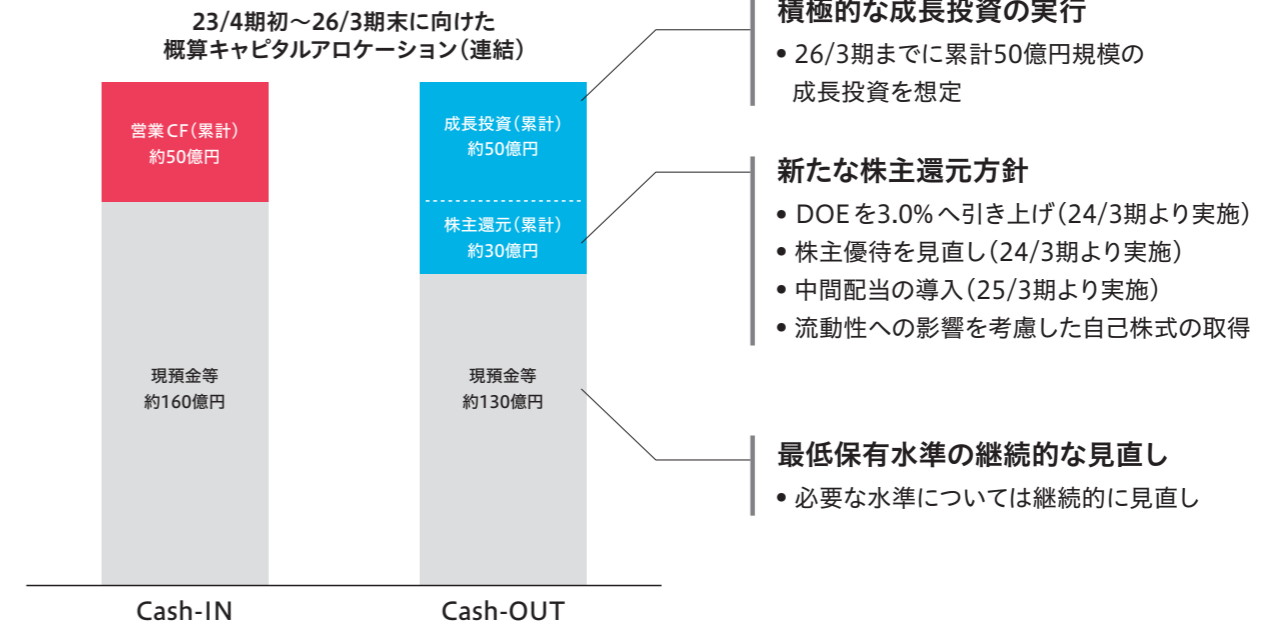 23/4期初～26/3期末に向けた
概算キャピタルアロケーション（連結）
営業CF（累計）
約50億円
現預金等
約160億円
Cash-IN
成長投資（累計）
約50億円
株主還元（累計）
約30億円
現預金等
約130億円
Cash-OUT
積極的な成長投資の実行
• 26/3期までに累計50億円規模の
成長投資を想定
新たな株主還元方針
• DOEを3.0%へ引き上げ（24/3期より実施）
• 株主優待を見直し（24/3期より実施）
• 中間配当の導入（25/3期より実施）
• 流動性への影響を考慮した自己株式の取得
最低保有水準の継続的な見直し
• 必要な水準については継続的に見直し